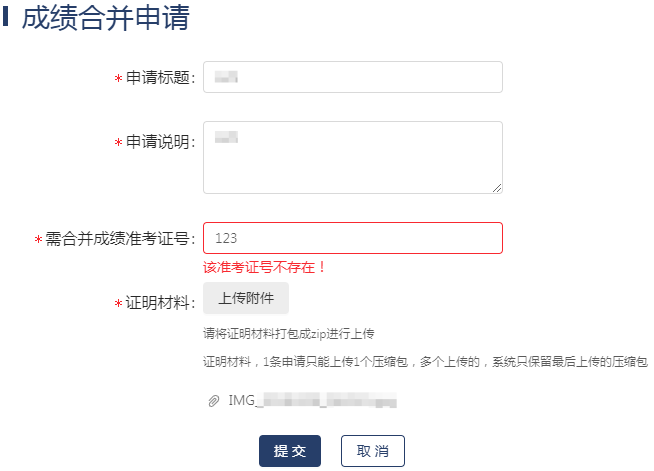 成绩合并申请
*申请标题:
*申请说明:
*需合并成绩准考证号: 123
该准考证号不存在！
*证明材料: 上传附件
请将证明材料打包成zip进行上传
证明材料，1条申请只能上传1个压缩包，多个上传的，系统只保留最后上传的压缩包
IMG_
提交 取消